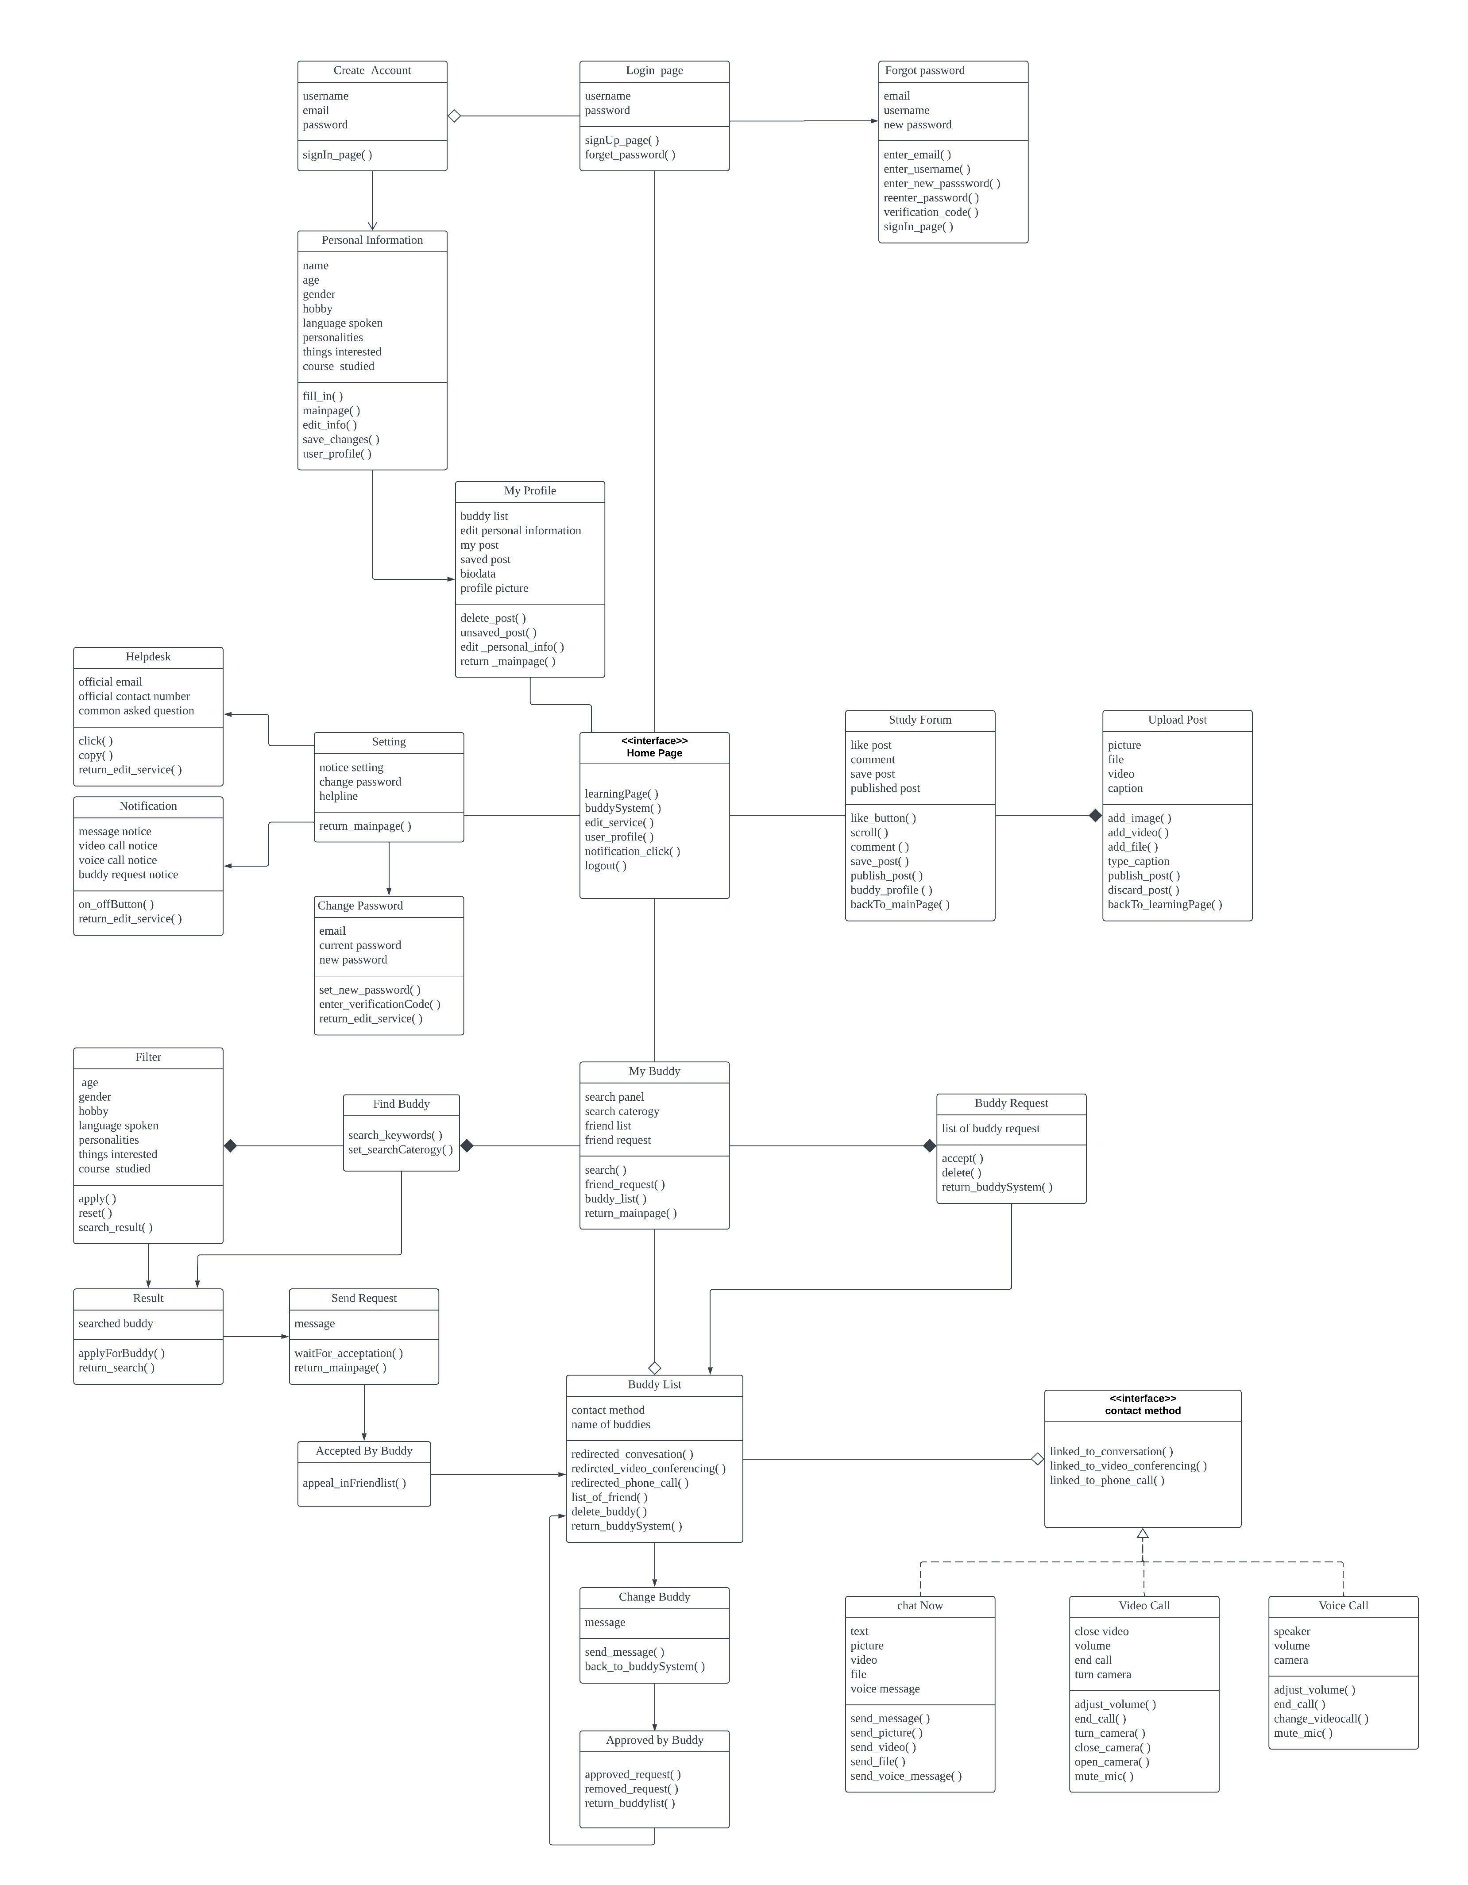 Create  Account
username
email
password
signIn_page( )
Login  page
username
password
signUp_page( )
forget_password( )
Forgot password
email
username
new password
enter_email( )
enter_username( )
enter_new_passsword( )
reenter_password( )
verification_code( )
signIn_page( )
Personal Information
name
age
gender
hobby
language spoken
personalities
things interested
course  studied
fill_in( )
mainpage( )
edit_info( )
save_changes( )
user_profile( )
My Profile
buddy list
edit personal information
my post
saved post
biodata
profile picture
delete_post( )
unsaved_post( )
edit _personal_info( )
return _mainpage( )
Helpdesk
official email
official contact number
common asked question
click( )
copy( )
return_edit_service( )
Notification
message notice
video call notice
voice call notice
buddy request notice
on_offButton( )
return_edit_service( )
Setting
notice setting
change password
helpline
return_mainpage( )
Change Password
email
current password
new password
set_new_password( )
enter_verificationCode( )
return_edit_service( )
<<interface>>
Home Page
learningPage( )
buddySystem( )
edit_service( )
user_profile( )
notification_click( )
logout( )
Study Forum
like post
comment
save post
published post
like_button( )
scroll( )
comment ( )
save_post( )
publish_post( )
buddy_profile ( )
backTo_mainPage( )
Upload Post
picture
file
video
caption
add_image( )
add_video( )
add_file( )
type_caption
publish_post( )
discard_post( )
backTo_learningPage( )
Filter
age
gender
hobby
language spoken
personalities
things interested
course  studied
apply( )
reset( )
search_result( )
Find Buddy
search_keywords( )
set_searchCaterogy( )
My Buddy
search panel
search caterogy
friend list
friend request
search( )
friend_request( )
buddy_list( )
return_mainpage( )
Buddy Request
list of buddy request
accept( )
delete( )
return_buddySystem( )
Result
searched buddy
applyForBuddy( )
return_search( )
Send Request
message
waitFor_acceptation( )
return_mainpage( )
Accepted By Buddy
appeal_inFriendlist( )
Buddy List
contact method
name of buddies
redirected_convesation( )
redircted_video_conferencing( )
redirected_phone_call( )
list_of_friend( )
delete_buddy( )
return_buddySystem( )
<<interface>>
contact method
linked_to_conversation( )
linked_to_video_conferencing( )
linked_to_phone_call( )
Change Buddy
message
send_message( )
back_to_buddySystem( )
Approved by Buddy
approved_request( )
removed_request( )
return_buddylist( )
chat Now
text
picture
video
file
voice message
send_message( )
send_picture( )
send_video( )
send_file( )
send_voice_message( )
Video Call
close video
volume
end call
turn camera
adjust_volume( )
end_call( )
turn_camera( )
close_camera( )
open_camera( )
mute_mic( )
Voice Call
speaker
volume
camera
adjust_volume( )
end_call( )
change_videocall( )
mute_mic( )